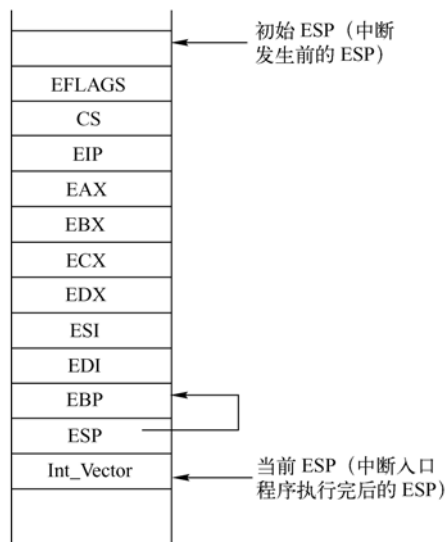 初始 ESP（中断
发生前的 ESP）
EFLAGS
CS
EIP
EAX
EBX
ECX
EDX
ESI
EDI
EBP
ESP
Int_Vector
当前 ESP（中断入口
程序执行完后的 ESP）